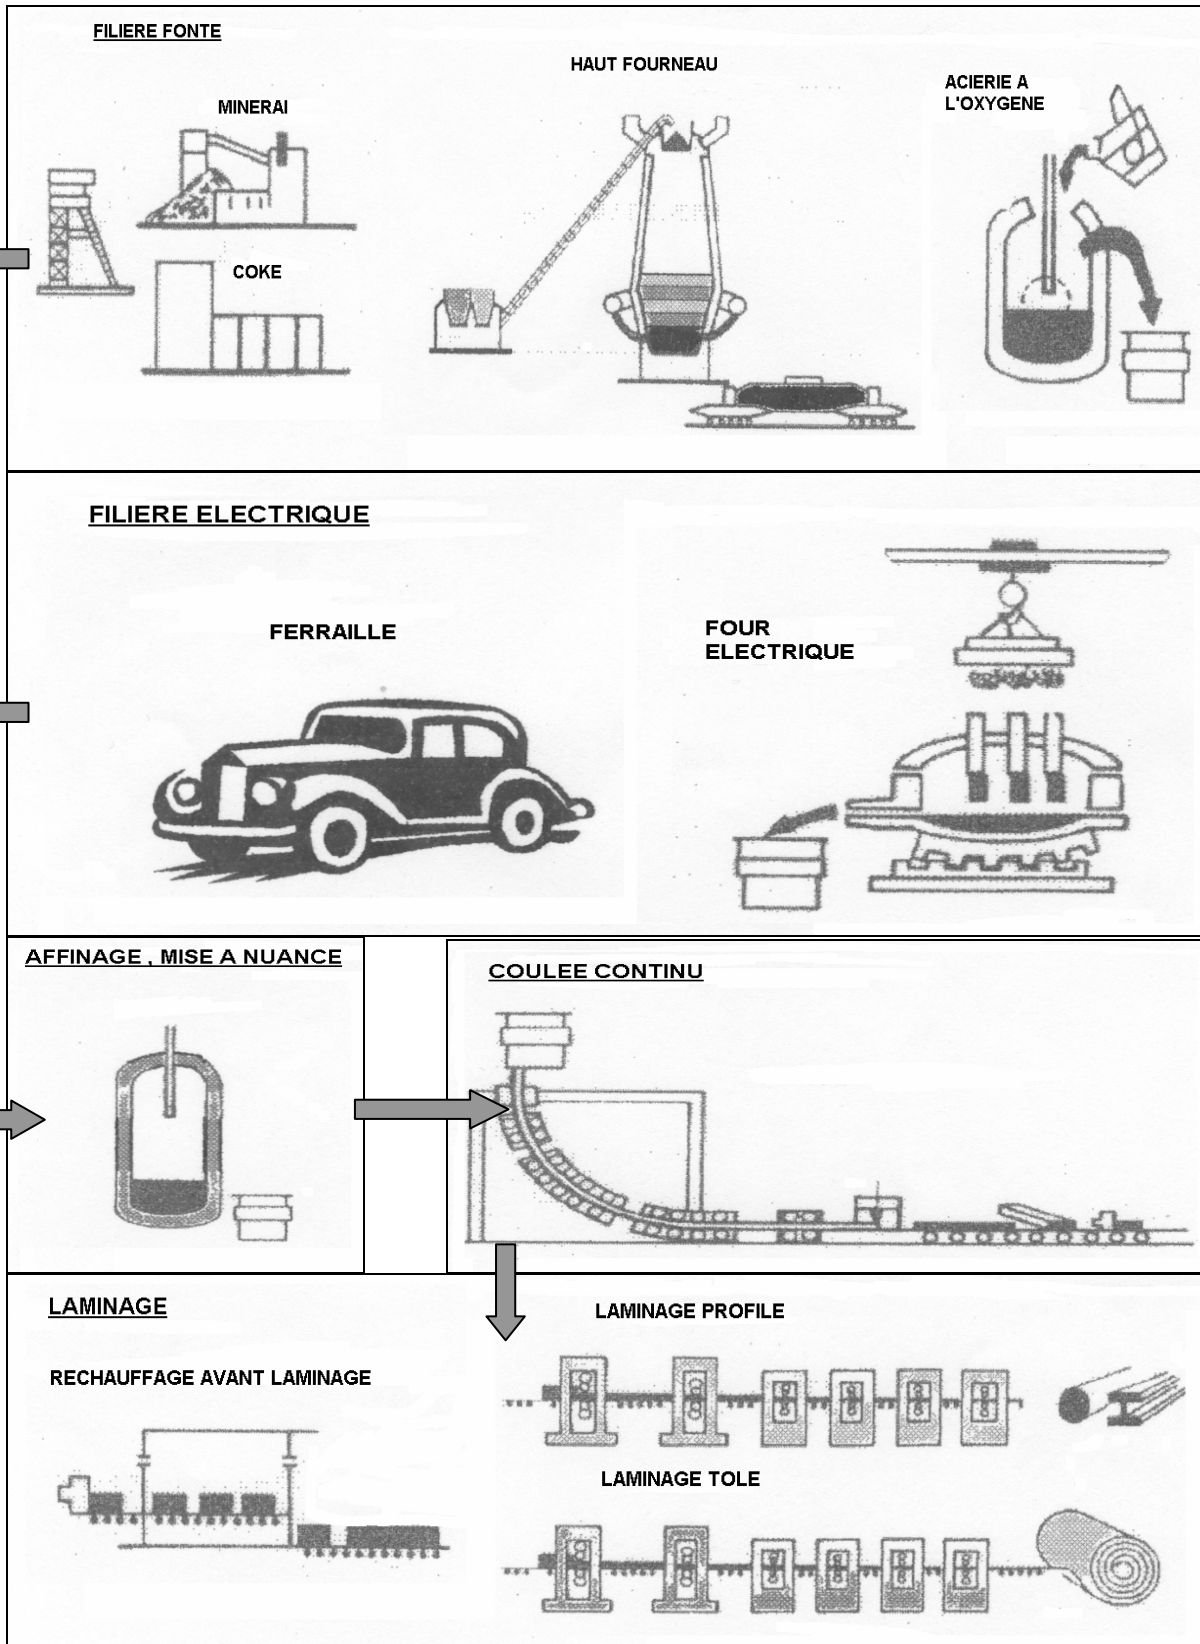 FILIERE FONTE
HAUT FOURNEAU
ACIERIE A
L'OXYGENE
MINERAI
COKE
FILIERE ELECTRIQUE
FERRAILLE
FOUR
ELECTRIQUE
AFFINAGE , MISE A NUANCE
COULEE CONTINU
LAMINAGE
LAMINAGE PROFILE
RECHAUFFAGE AVANT LAMINAGE
LAMINAGE TOLE